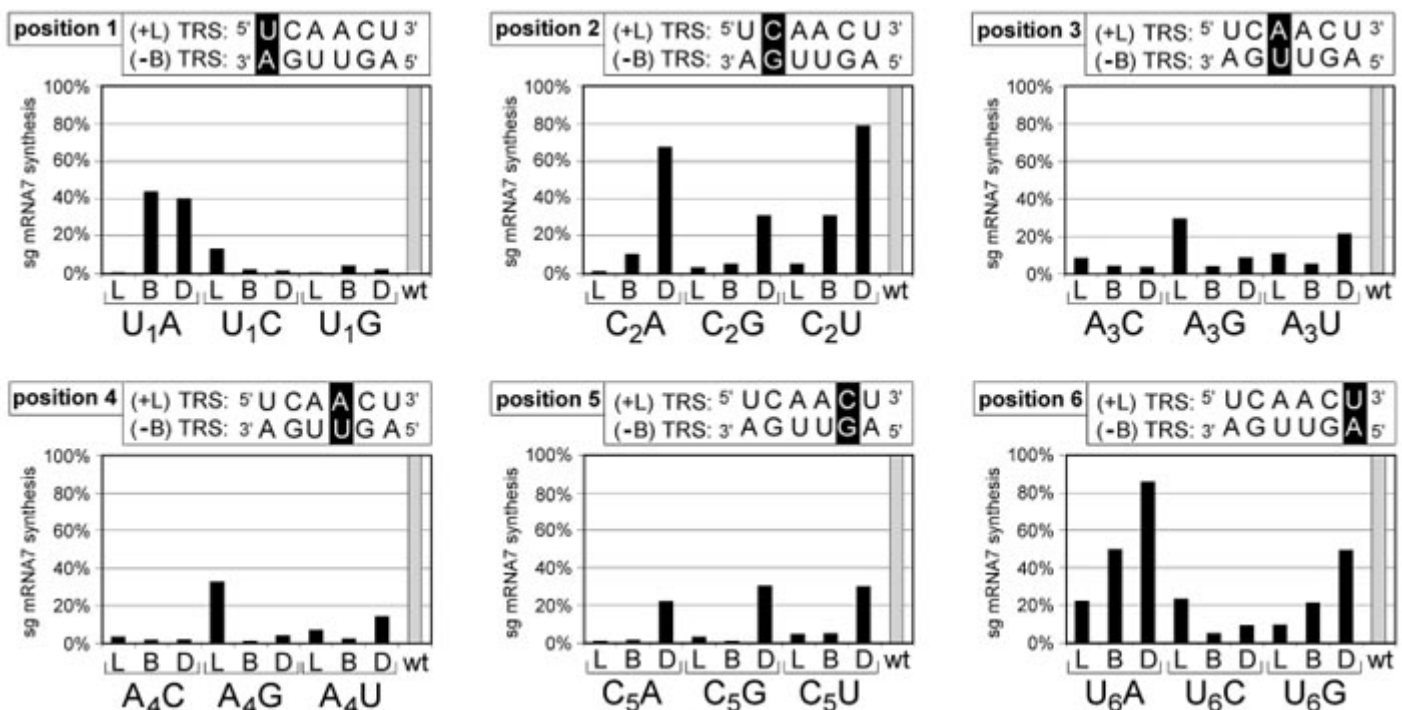 position 1 (+L) TRS: 5' U C A A C U 3'
(-B) TRS: 3' A G U U G A 5'
sg mRNA7 synthesis
100%
80%
60%
40%
20%
0%
L B D L B D L B D wt
U₁A U₁C U₁G
position 2 (+L) TRS: 5' U C A A C U 3'
(-B) TRS: 3' A G U U G A 5'
sg mRNA7 synthesis
100%
80%
60%
40%
20%
0%
L B D L B D L B D wt
C₂A C₂G C₂U
position 3 (+L) TRS: 5' U C A A C U 3'
(-B) TRS: 3' A G U U G A 5'
sg mRNA7 synthesis
100%
80%
60%
40%
20%
0%
L B D L B D L B D wt
A₃C A₃G A₃U
position 4 (+L) TRS: 5' U C A A C U 3'
(-B) TRS: 3' A G U U G A 5'
sg mRNA7 synthesis
100%
80%
60%
40%
20%
0%
L B D L B D L B D wt
A₄C A₄G A₄U
position 5 (+L) TRS: 5' U C A A C U 3'
(-B) TRS: 3' A G U U G A 5'
sg mRNA7 synthesis
100%
80%
60%
40%
20%
0%
L B D L B D L B D wt
C₅A C₅G C₅U
position 6 (+L) TRS: 5' U C A A C U 3'
(-B) TRS: 3' A G U U G A 5'
sg mRNA7 synthesis
100%
80%
60%
40%
20%
0%
L B D L B D L B D wt
U₆A U₆C U₆G